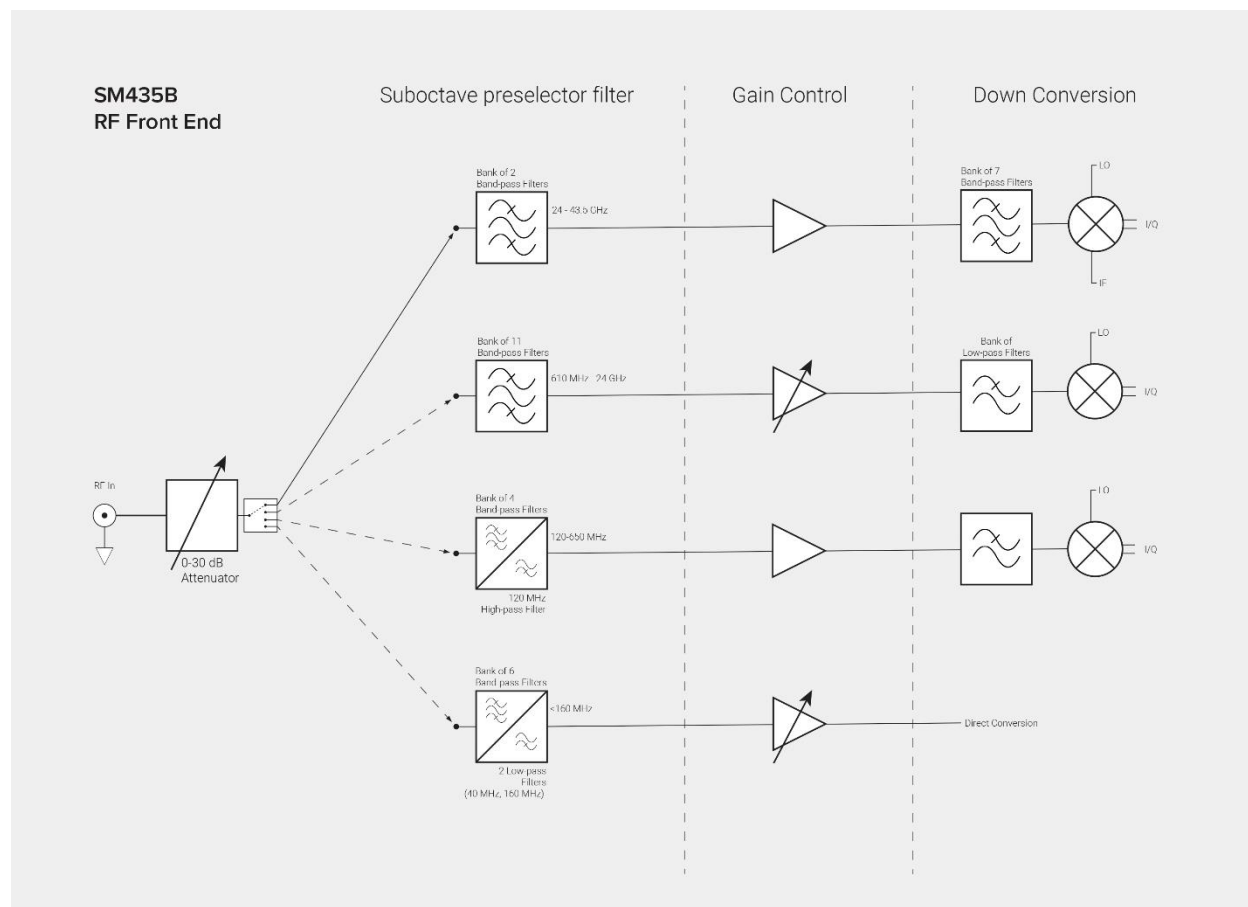 SM435B
RF Front End
Suboctave preselector filter
Gain Control
Down Conversion
Bank of 2
Band-pass Filters
24 - 43.5 GHz
Bank of 7
Band-pass Filters
LO
I/Q
IF
Bank of 11
Band-pass Filters
610 MHz - 24 GHz
Bank of
Low-pass Filters
LO
I/Q
RF In
0-30 dB
Attenuator
Bank of 4
Band-pass Filters
120-650 MHz
120 MHz
High-pass Filter
LO
I/Q
Bank of 6
Band-pass Filters
<160 MHz
2 Low-pass
Filters
(40 MHz, 160 MHz)
Direct Conversion